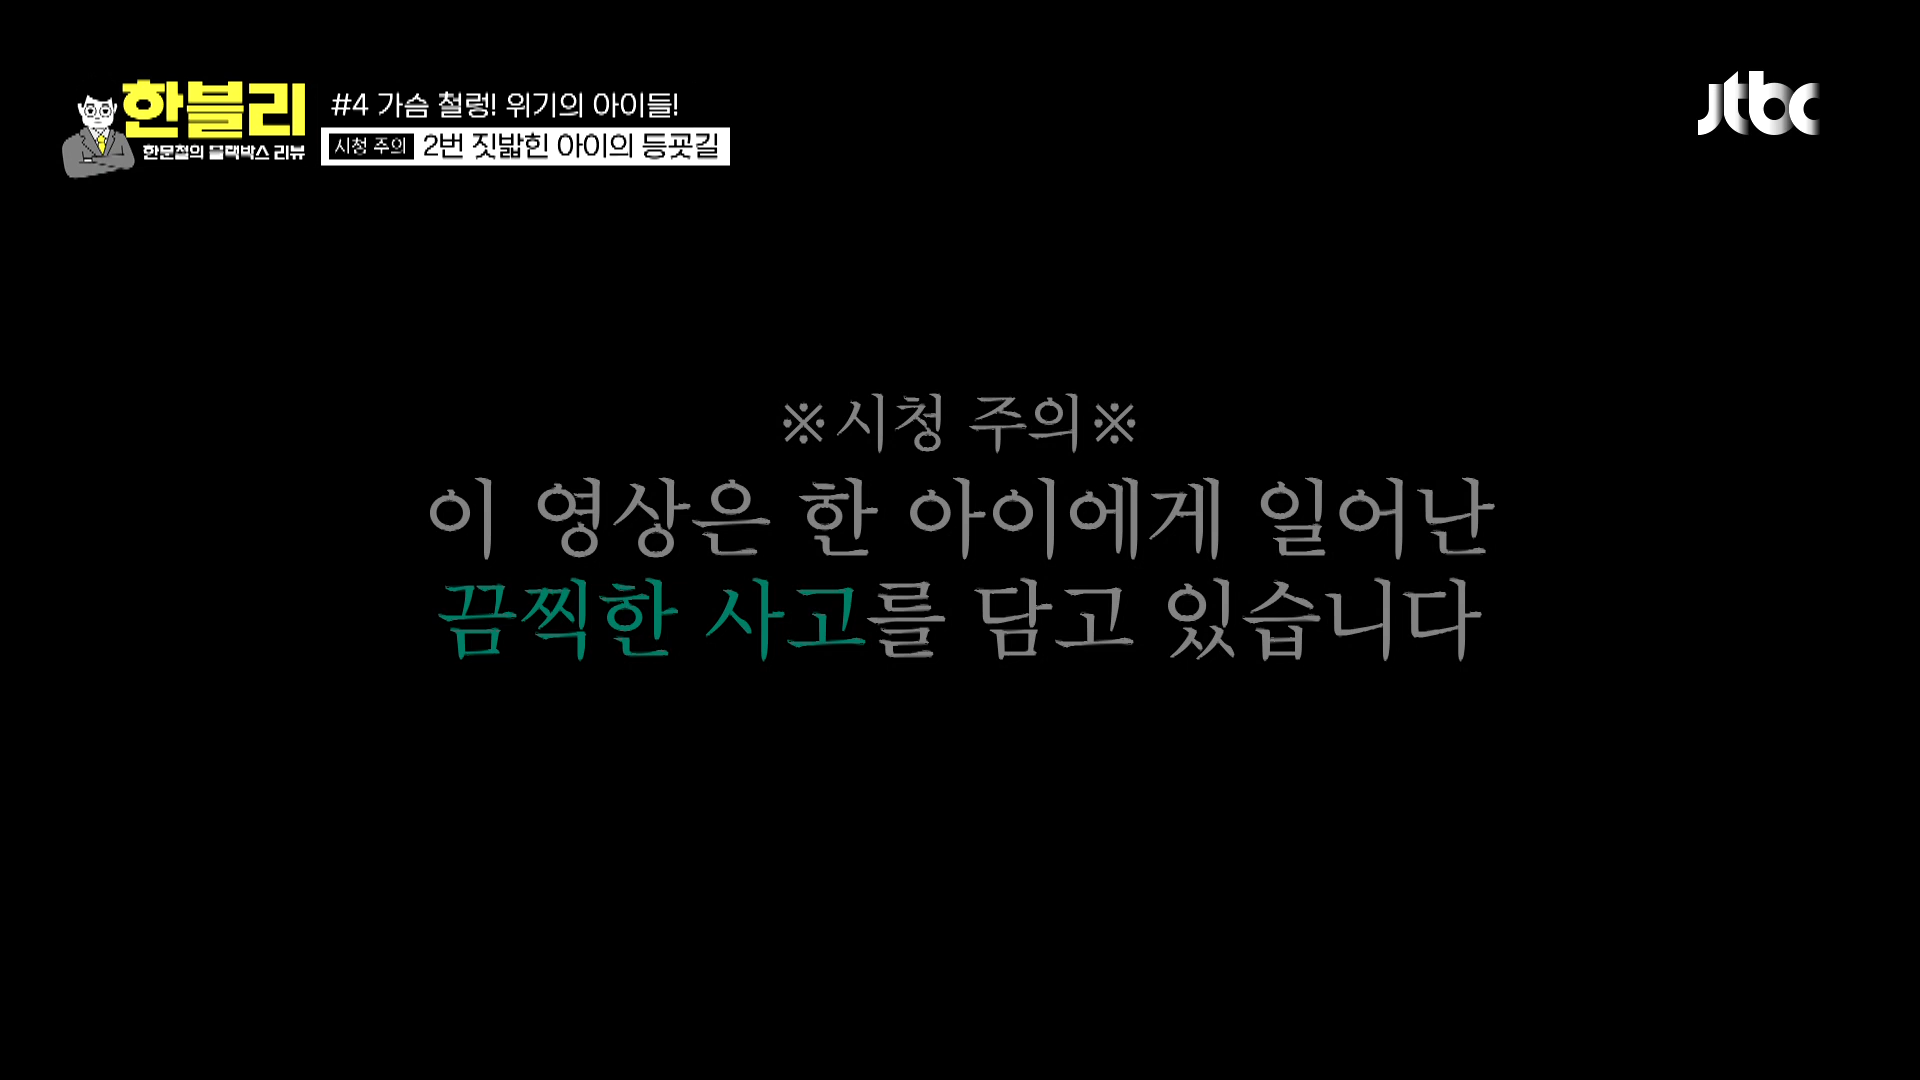 한블리
한문철의 블랙박스 리뷰
#4 가슴 철렁! 위기의 아이들!
시청 주의 2번 짓밟힌 아이의 등굣길
jtbc
※시청 주의※
이 영상은 한 아이에게 일어난
끔찍한 사고를 담고 있습니다